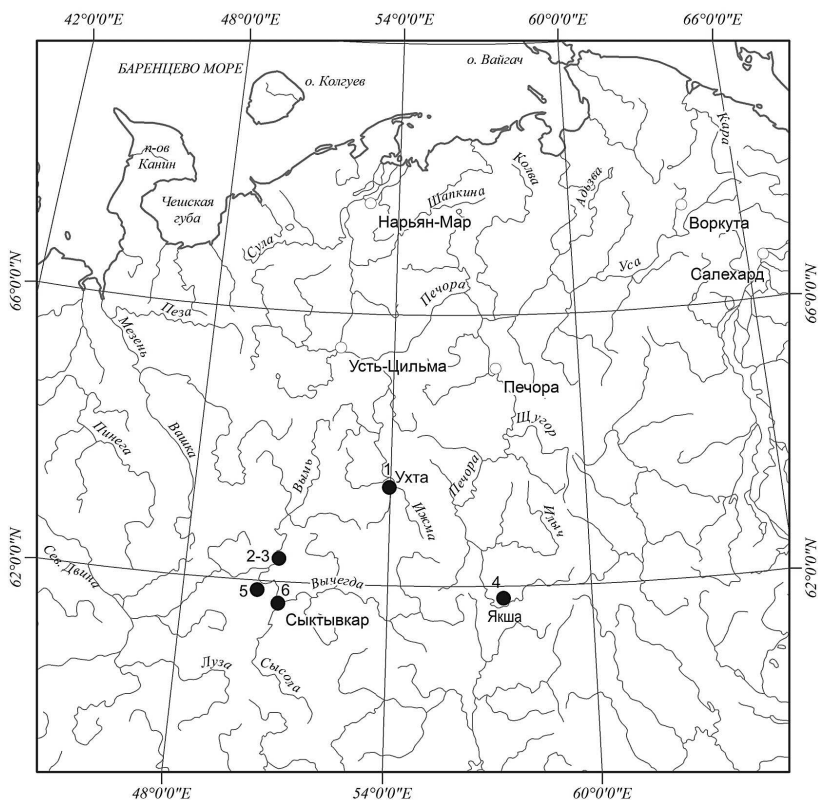 42°0'0"E 48°0'0"E 54°0'0"E 60°0'0"E 66°0'0"E
БАРЕНЦЕВО МОРЕ
о. Колгуев
о. Вайгач
п-ов
Канин
Чешская
губа
Кара
Колва
Адьзва
Шапкина
Нарьян-Мар
Воркута
Сула
Уса
Салехард
66°0'0"N
66°0'0"N
Печора
Пеза
Мезень
Усть-Цильма
Печора
Щугор
Пинега
Вашка
Вымь
1
Ухта
Печора
Ижма
Илыч
62°0'0"N
62°0'0"N
2-3
Сев. Двина
5
6
Вычегда
4
Сыктывкар
Якша
Луза
Сысола
48°0'0"E 54°0'0"E 60°0'0"E